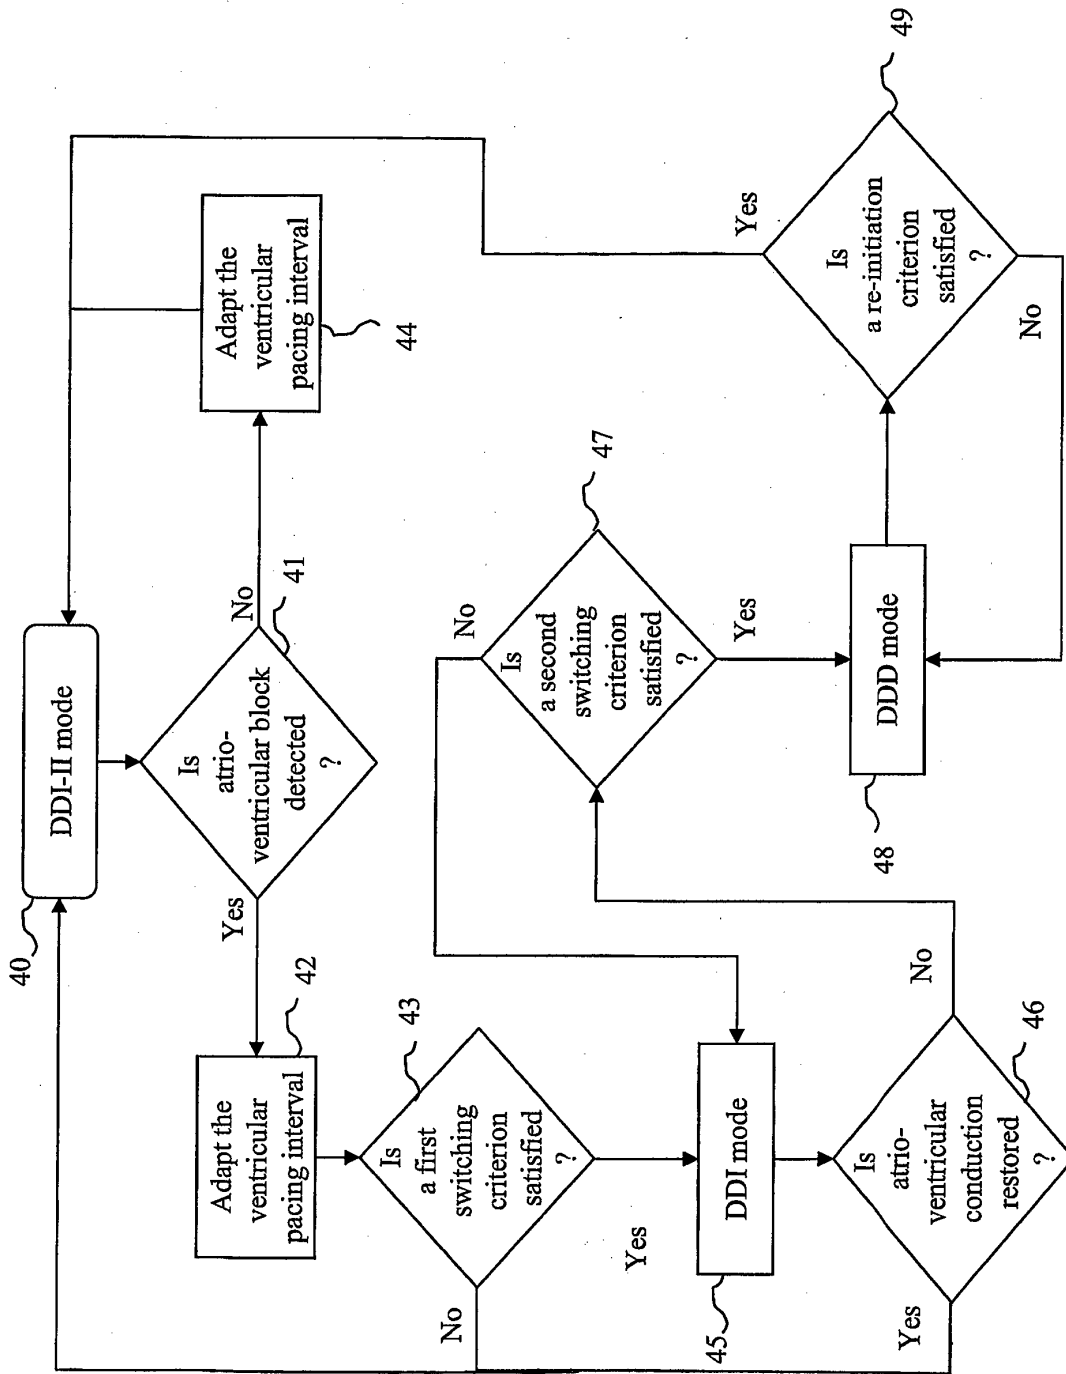 40
DDI-II mode
Is
atrio-
ventricular block
detected
?
41
Yes
No
42
Adapt the
ventricular
pacing interval
Adapt the
ventricular
pacing interval
44
43
Is
a first
switching
criterion
satisfied
?
No
Yes
45
DDI mode
Is
atrio-
ventricular
conduction
restored
?
46
Yes
No
Is
a second
switching
criterion
satisfied
?
47
No
Yes
48
DDD mode
Is
a re-initiation
criterion
satisfied
?
49
Yes
No